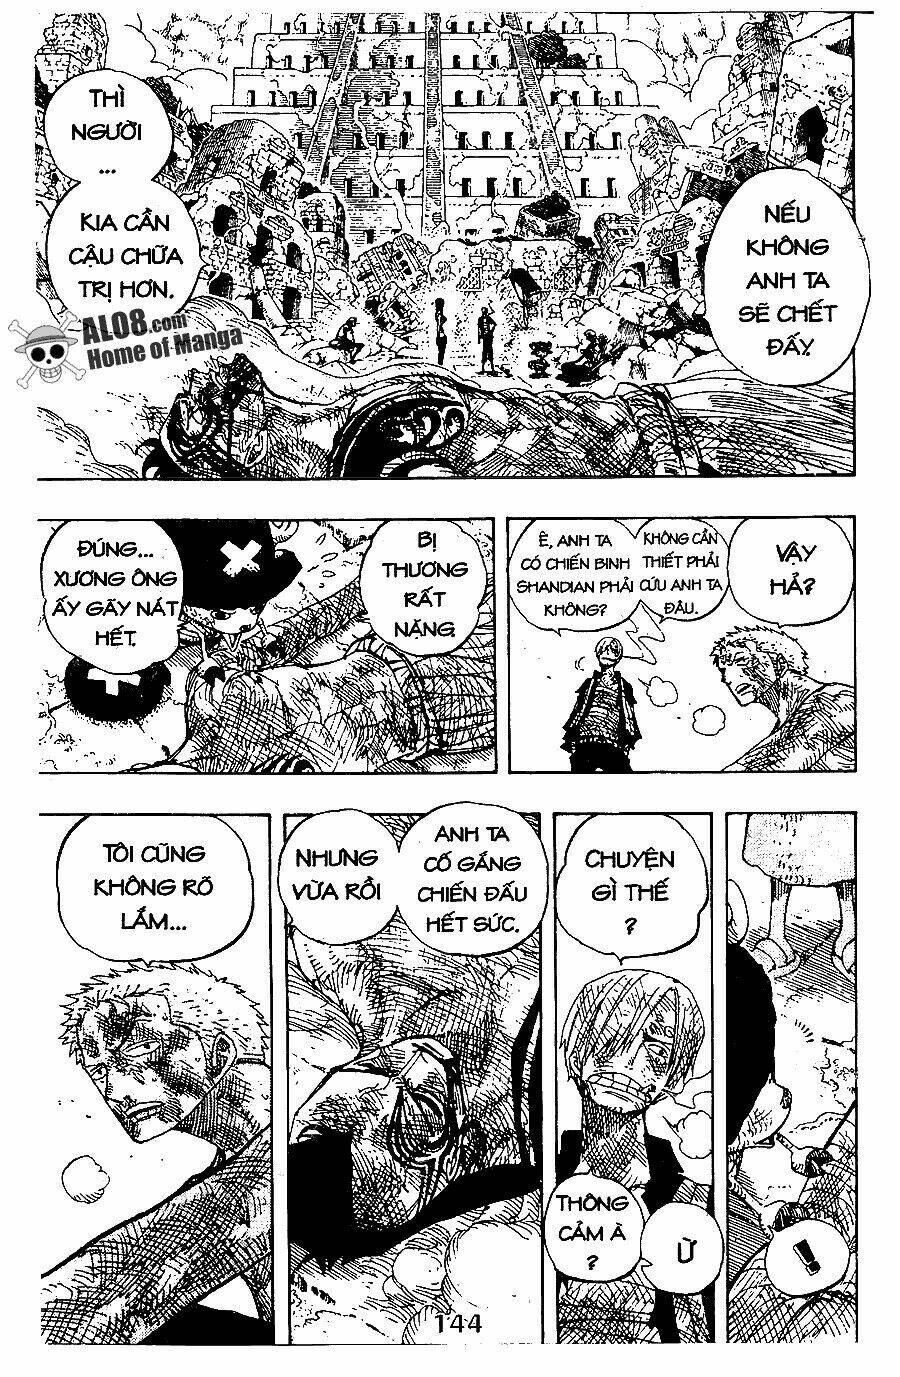 NẾU
KHÔNG
ANH TA
SẼ CHẾT
ĐẤY.
THÌ
NGƯỜI
...
KIA CẦN
CẬU CHỮA
TRỊ HƠN.
ALO8.com
Home of Manga
VẬY
HẢ?
KHÔNG CẦN
THIẾT PHẢI
CỨU ANH TA
ĐÂU.
Ê, ANH TA
CÓ CHIẾN BINH
SHANDIAN PHẢI
KHÔNG?
BỊ
THƯƠNG
RẤT
NẶNG.
ĐÚNG...
XƯƠNG ÔNG
ẤY GÃY NÁT
HẾT.
!
CHUYỆN
GÌ THẾ
?
Ừ
THÔNG
CẢM À
?
ANH TA
CỐ GẮNG
CHIẾN ĐẤU
HẾT SỨC.
NHƯNG
VỪA RỒI
TÔI CŨNG
KHÔNG RÕ
LẮM...
144